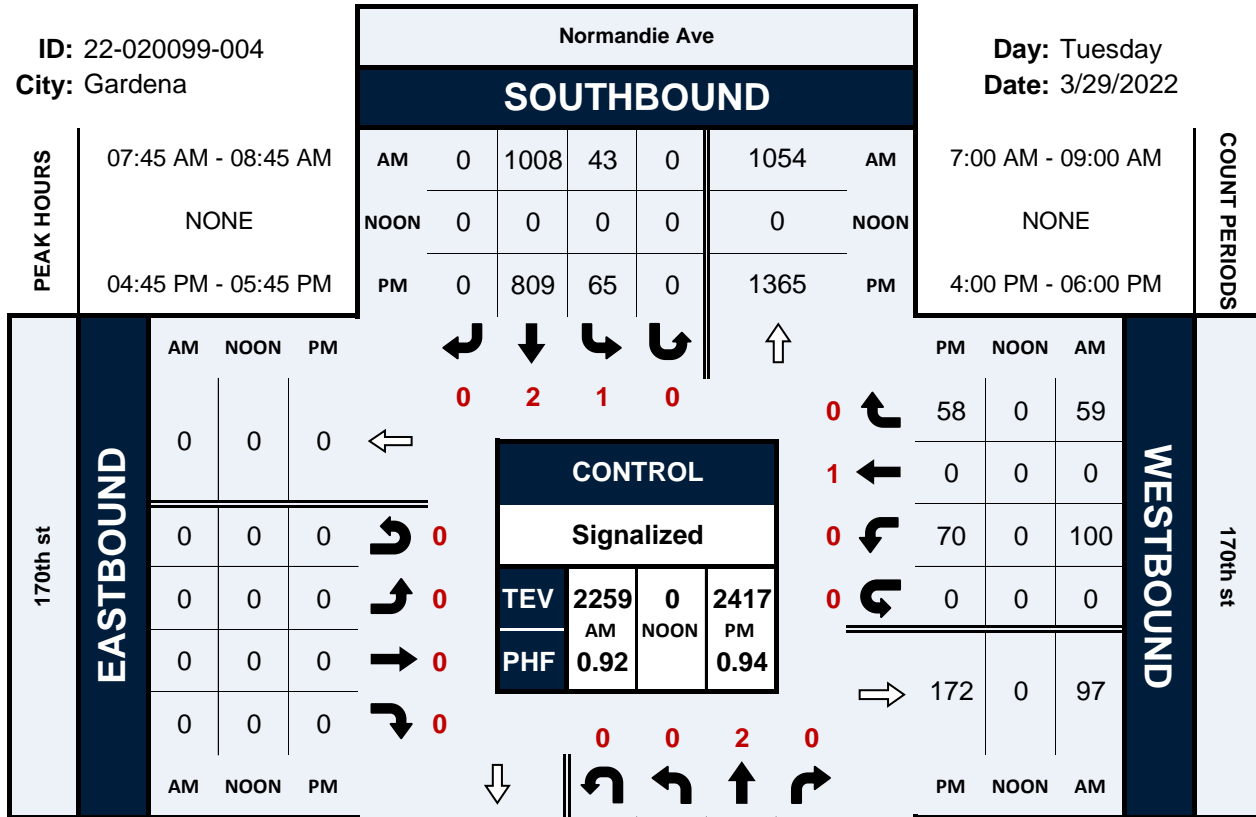 Normandie Ave
ID: 22-020099-004
City: Gardena
Day: Tuesday
Date: 3/29/2022
SOUTHBOUND
PEAK HOURS
07:45 AM - 08:45 AM
NONE
04:45 PM - 05:45 PM
AM 0 1008 43 0 1054 AM
NOON 0 0 0 0 0 NOON
PM 0 809 65 0 1365 PM
7:00 AM - 09:00 AM
NONE
4:00 PM - 06:00 PM
COUNT PERIODS
0 2 1 0
170th st
EASTBOUND
AM NOON PM
0 0 0
0 0 0 0
0 0 0 0
0 0 0 0
0 0 0 0
AM NOON PM
CONTROL
Signalized
TEV 2259 0 2417
AM NOON PM
PHF 0.92 0.94
PM NOON AM
0 58 0 59
1 0 0 0
0 70 0 100
0 0 0 0
172 0 97
PM NOON AM
WESTBOUND
170th st
0 0 2 0